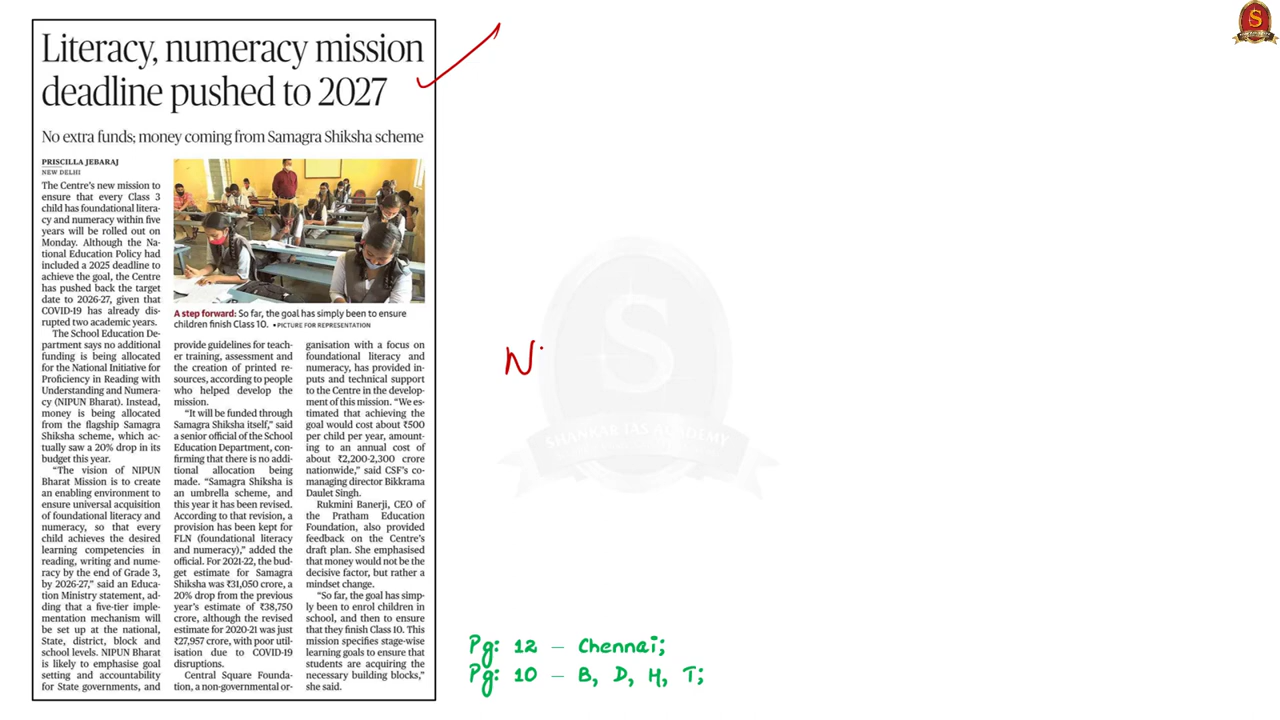 Literacy, numeracy mission
deadline pushed to 2027
No extra funds; money coming from Samagra Shiksha scheme
PRISCILLA JEBARAJ
NEW DELHI
The Centre's new mission to
ensure that every Class 3
child has foundational litera-
cy and numeracy within five
years will be rolled out on
Monday. Although the Na-
tional Education Policy had
included a 2025 deadline to
achieve the goal, the Centre
has pushed back the target
date to 2026-27, given that
COVID-19 has already dis-
rupted two academic years.
The School Education De-
partment says no additional
funding is being allocated
for the National Initiative for
Proficiency in Reading with
Understanding and Numera-
cy (NIPUN Bharat). Instead,
money is being allocated
from the flagship Samagra
Shiksha scheme, which ac-
tually saw a 20% drop in its
budget this year.
"The vision of NIPUN
Bharat Mission is to create
an enabling environment to
ensure universal acquisition
of foundational literacy and
numeracy, so that every
child achieves the desired
learning competencies in
reading, writing and nume-
racy by the end of Grade 3,
by 2026-27," said an Educa-
tion Ministry statement, ad-
ding that a five-tier imple-
mentation mechanism will
be set up at the national,
State, district, block and
school levels. NIPUN Bharat
is likely to emphasise goal
setting and accountability
for State governments, and
A step forward: So far, the goal has simply been to ensure
children finish Class 10. • PICTURE FOR REPRESENTATION
provide guidelines for teach-
er training, assessment and
the creation of printed re-
sources, according to people
who helped develop the
mission.
"It will be funded through
Samagra Shiksha itself," said
a senior official of the School
Education Department, con-
firming that there is no addi-
tional allocation being
made. "Samagra Shiksha is
an umbrella scheme, and
this year it has been revised.
According to that revision, a
provision has been kept for
FLN (foundational literacy
and numeracy)," added the
official. For 2021-22, the bud-
get estimate for Samagra
Shiksha was ₹31,050 crore, a
20% drop from the previous
year's estimate of ₹38,750
crore, although the revised
estimate for 2020-21 was just
₹27,957 crore, with poor util-
isation due to COVID-19
disruptions.
Central Square Founda-
tion, a non-governmental or-
ganisation with a focus on
foundational literacy and
numeracy, has provided in-
puts and technical support
to the Centre in the develop-
ment of this mission. "We es-
timated that achieving the
goal would cost about ₹500
per child per year, amount-
ing to an annual cost of
about ₹2,200-2,300 crore
nationwide," said CSF's co-
managing director Bikkrama
Daulet Singh.
Rukmini Banerji, CEO of
the Pratham Education
Foundation, also provided
feedback on the Centre's
draft plan. She emphasised
that money would not be the
decisive factor, but rather a
mindset change.
"So far, the goal has simp-
ly been to enrol children in
school, and then to ensure
that they finish Class 10. This
mission specifies stage-wise
learning goals to ensure that
students are acquiring the
necessary building blocks,"
she said.
N.
SHANKAR IAS ACADEMY
Pg: 12 – Chennai;
Pg: 10 – B, D, H, T;